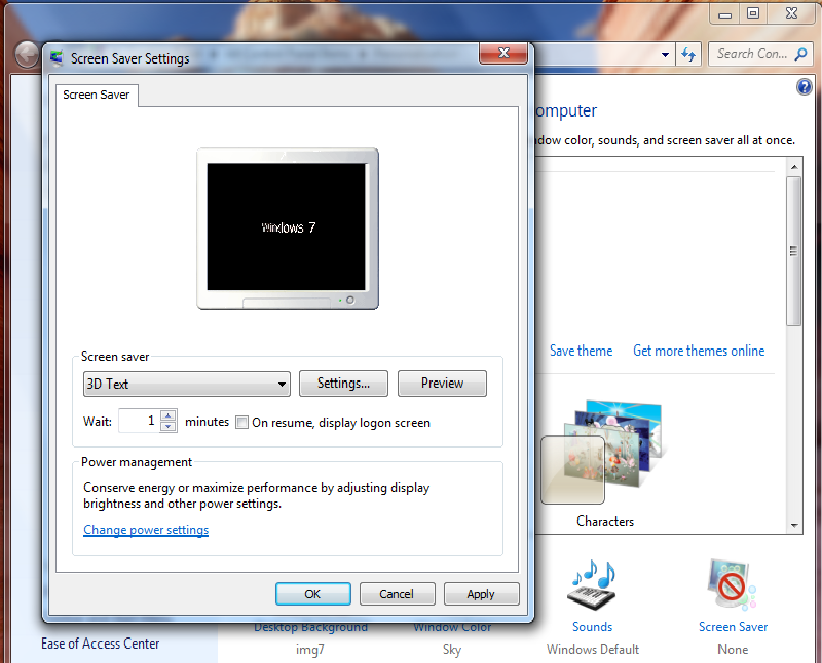 Search Con...
Screen Saver Settings
Screen Saver
omputer
ndow color, sounds, and screen saver all at once.
Windows 7
Save theme
Get more themes online
Screen saver
3D Text
Settings...
Preview
Wait:
1
minutes
On resume, display logon screen
Power management
Conserve energy or maximize performance by adjusting display
brightness and other power settings.
Change power settings
Characters
OK
Cancel
Apply
Ease of Access Center
Desktop Background
img7
Window Color
Sky
Sounds
Windows Default
Screen Saver
None